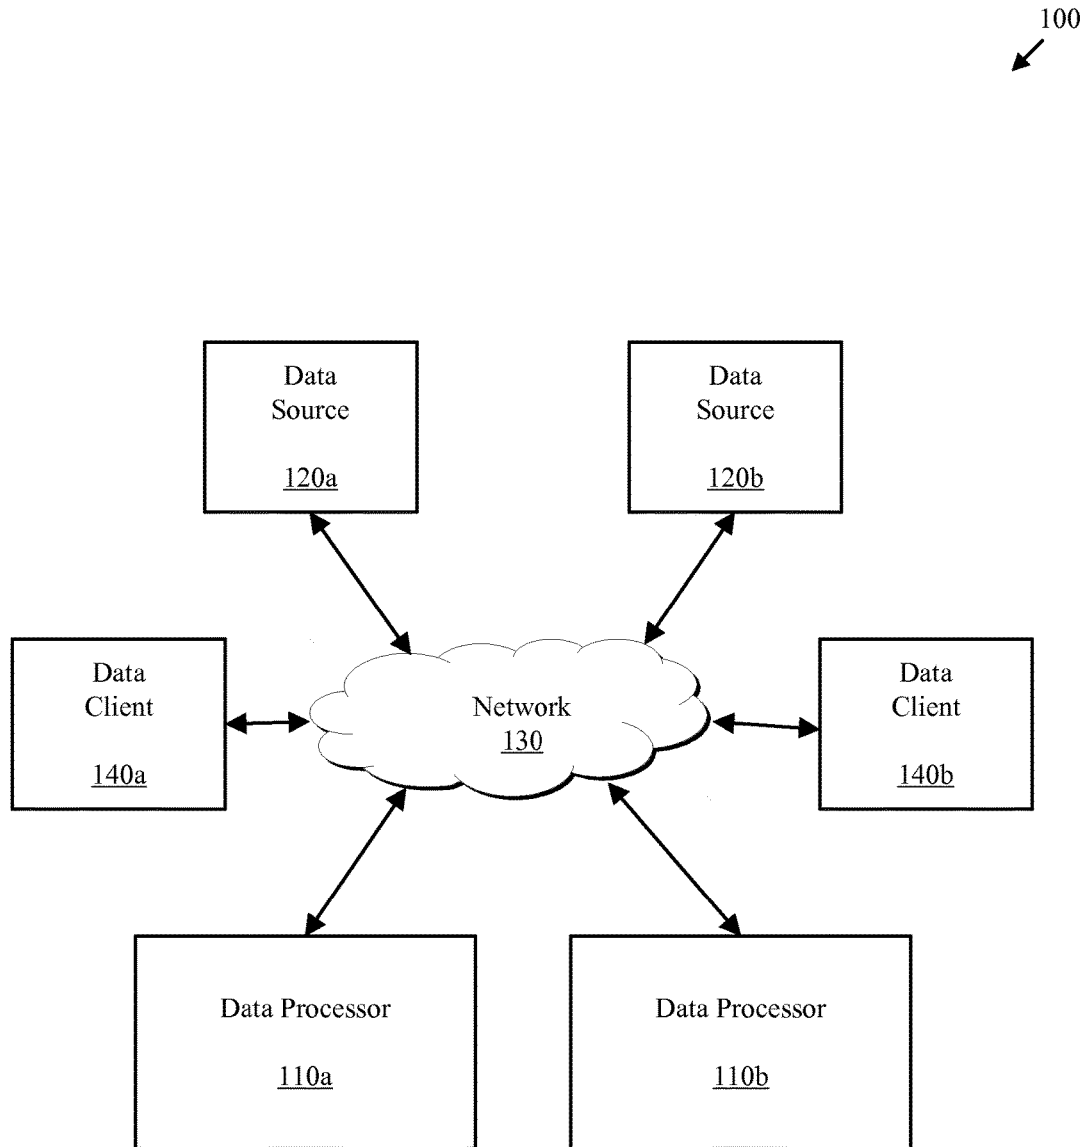 100
Data
Source
120a
Data
Source
120b
Data
Client
140a
Network
130
Data
Client
140b
Data Processor
110a
Data Processor
110b